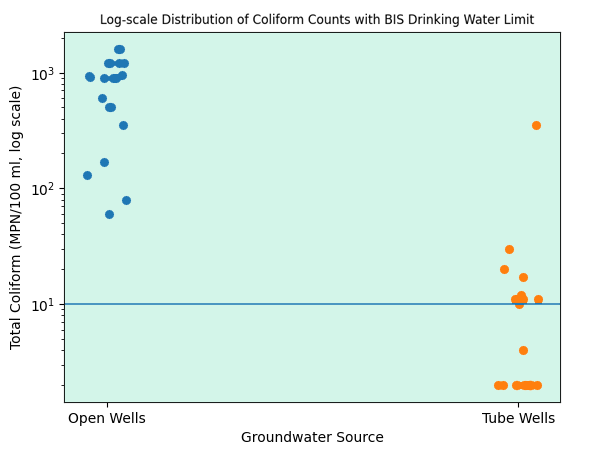 Log-scale Distribution of Coliform Counts with BIS Drinking Water Limit
Total Coliform (MPN/100 ml, log scale)
10³
10²
10¹
Open Wells
Tube Wells
Groundwater Source